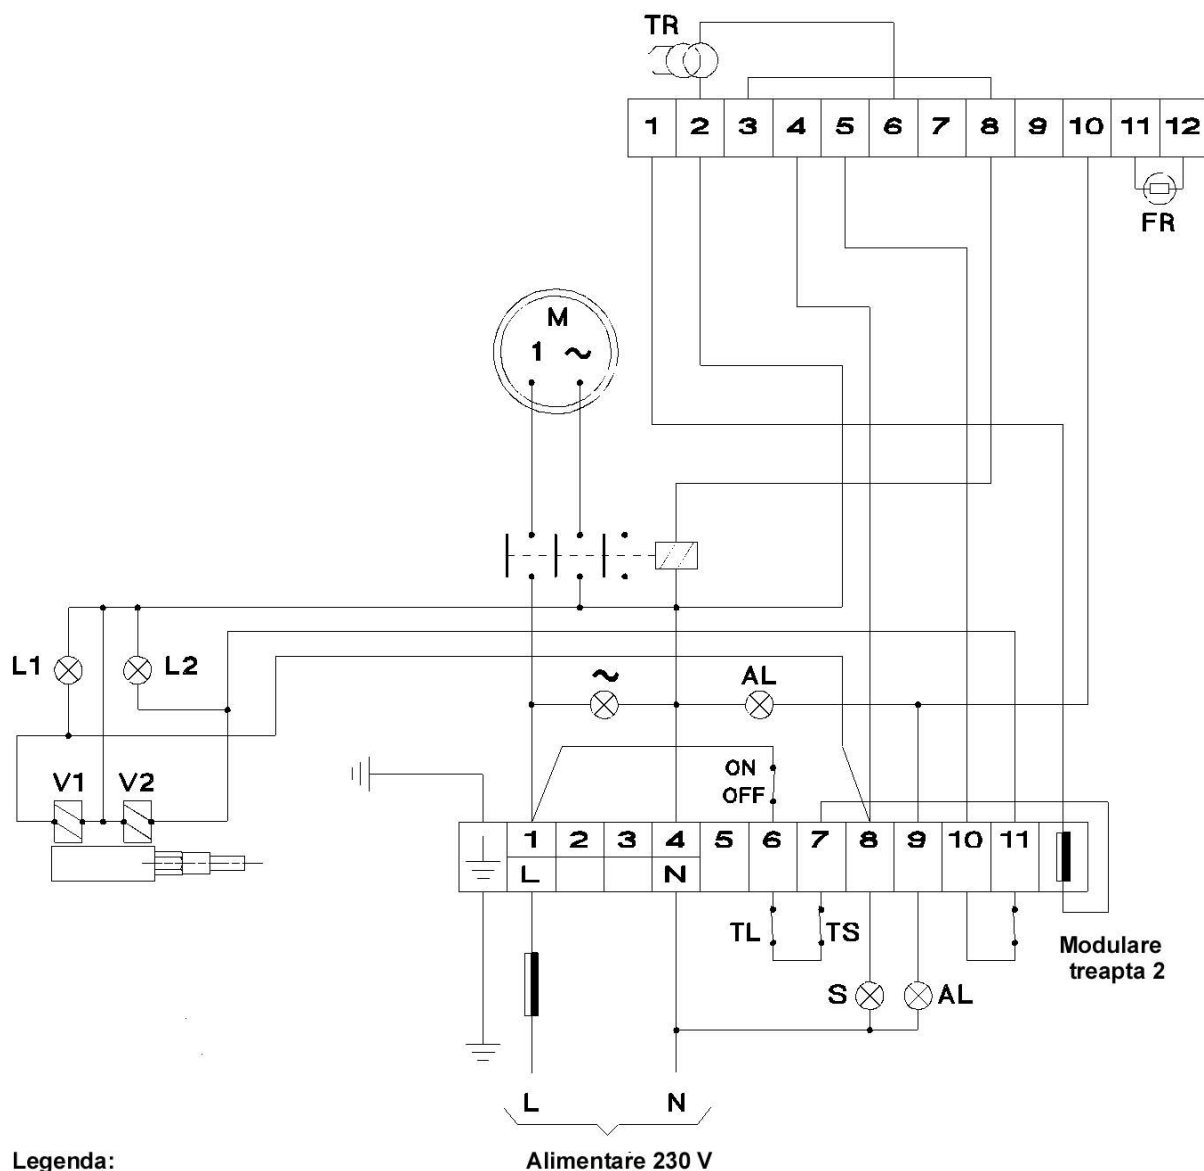 TR
1 2 3 4 5 6 7 8 9 10 11 12
FR
M
1 ~
L1
L2
~
AL
V1
V2
ON
OFF
1 2 3 4 5 6 7 8 9 10 11
L
N
TL
TS
Modulare
treapta 2
S
AL
L
N
Legenda:
Alimentare 230 V